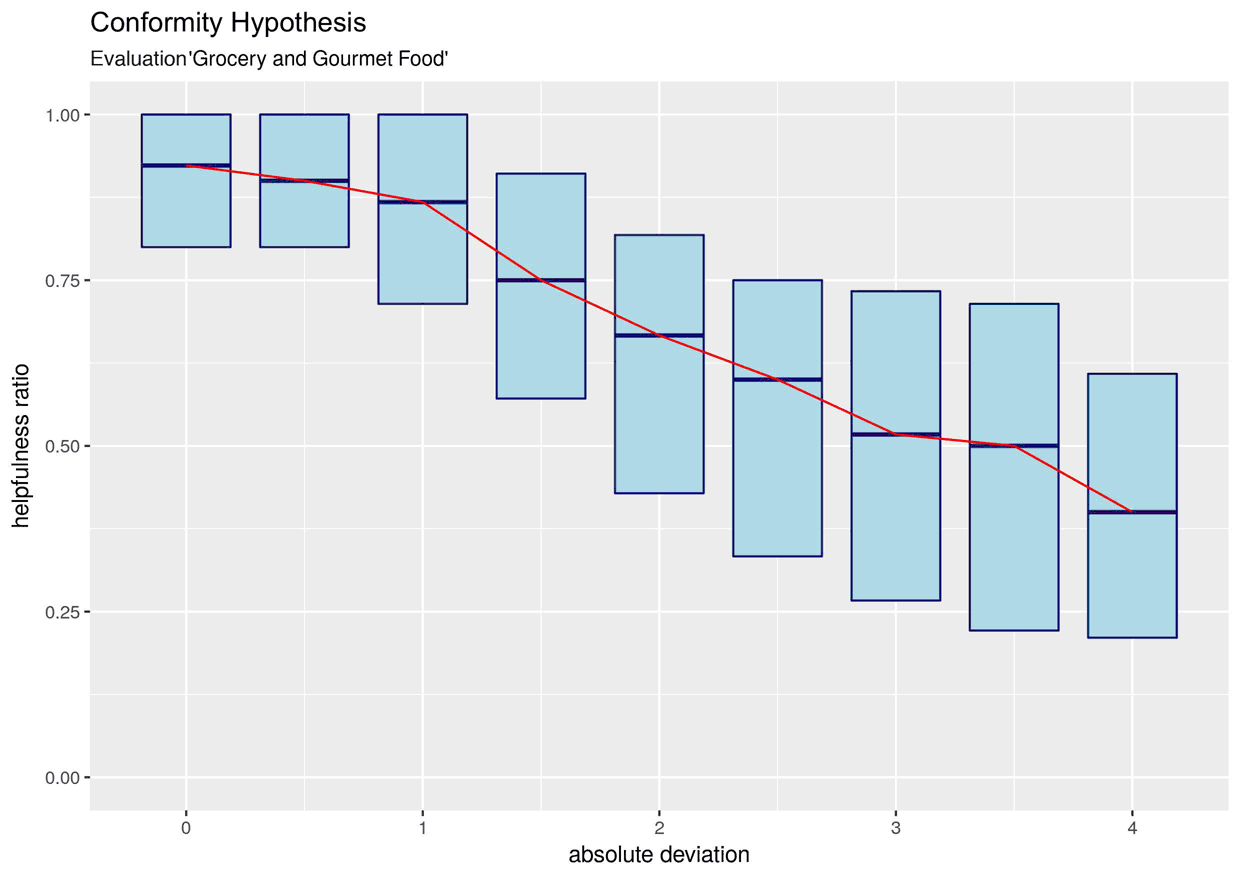 Conformity Hypothesis
Evaluation'Grocery and Gourmet Food'
1.00
0.75
0.50
0.25
0.00
helpfulness ratio
0 1 2 3 4
absolute deviation